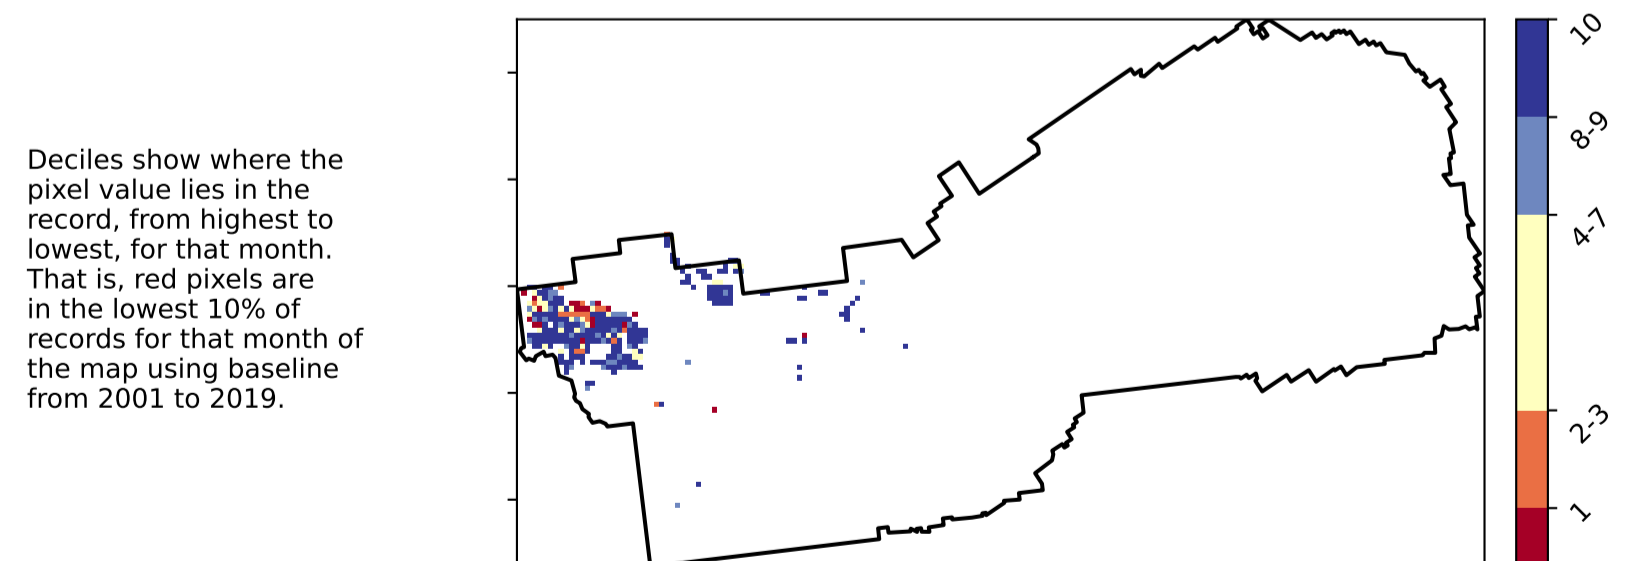 Deciles show where the
pixel value lies in the
record, from highest to
lowest, for that month.
That is, red pixels are
in the lowest 10% of
records for that month of
the map using baseline
from 2001 to 2019.
10
8-9
4-7
2-3
1